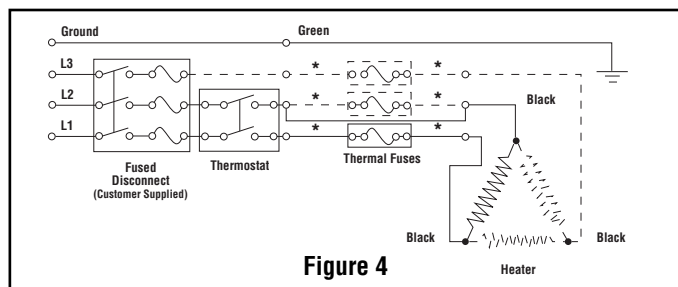 Ground Green
L3 * *
L2 * * Black
L1 * *
Fused Disconnect (Customer Supplied)
Thermostat
Thermal Fuses
Black Black
Heater
Figure 4